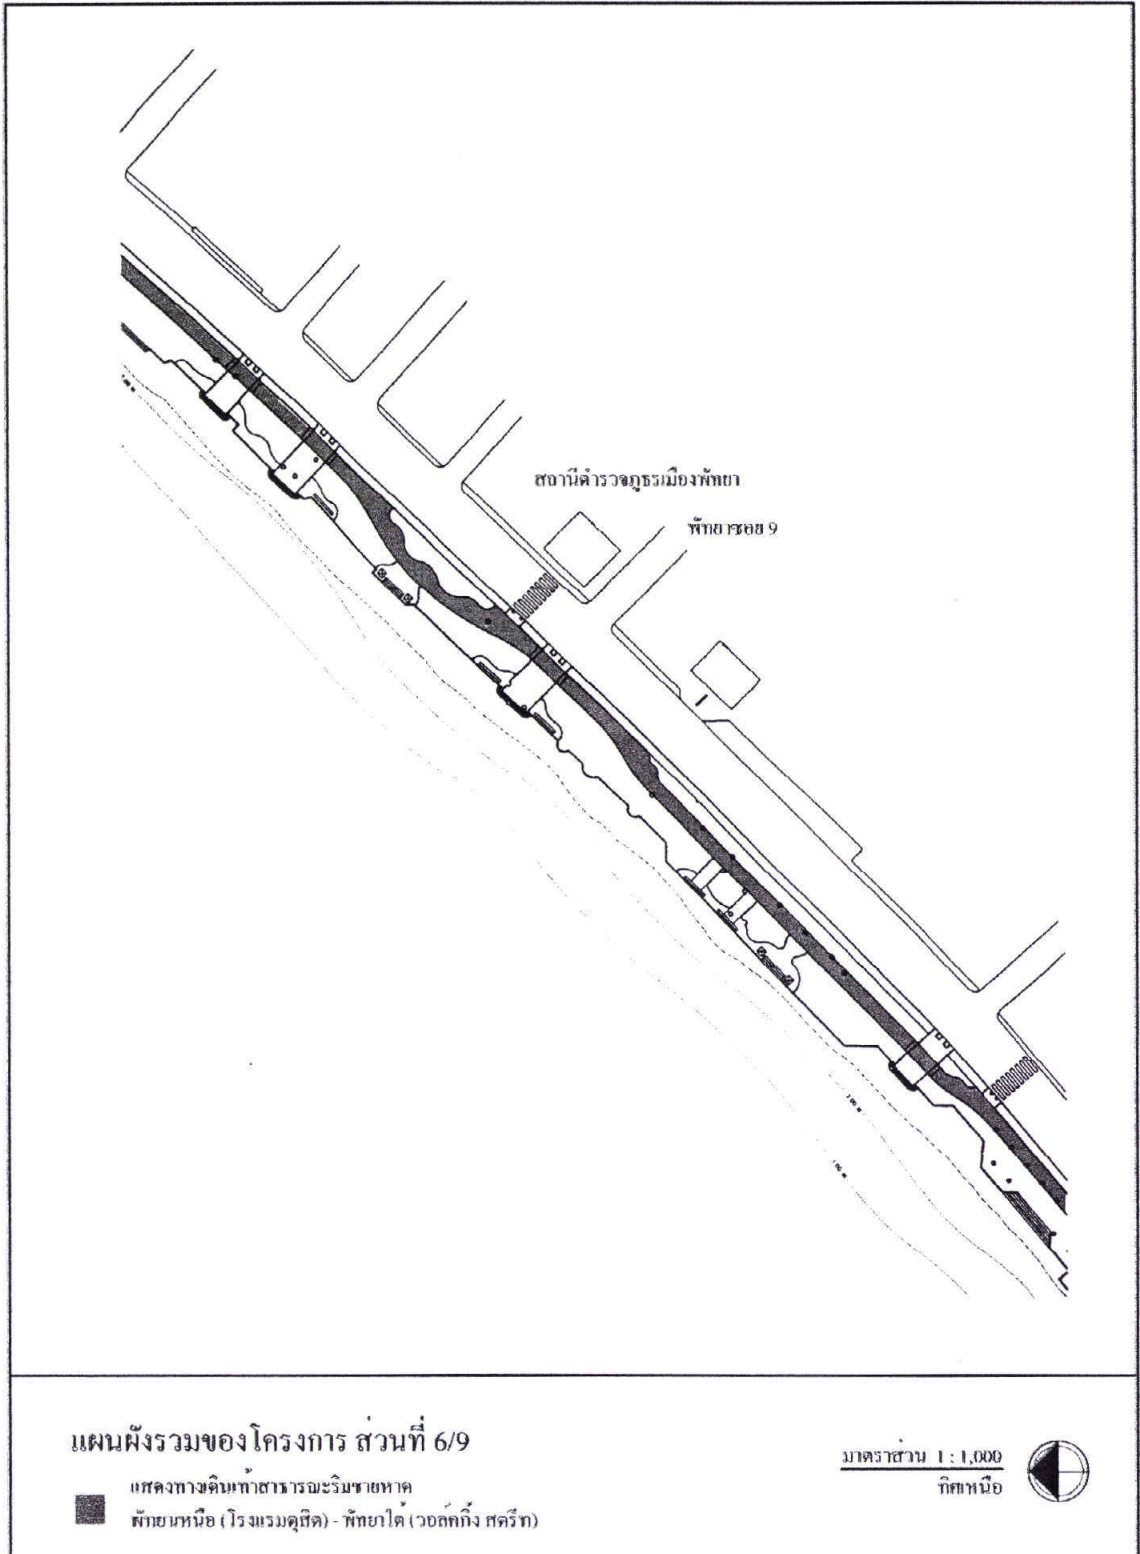 สถานีตำรวจภูธรเมืองพัทยา
พัทยาซอย 9
แผนผังรวมของโครงการ ส่วนที่ 6/9
แสดงทางเดินเท้าสาธารณะริมชายหาด
พัทยาเหนือ (โรงแรมดุสิต) - พัทยาใต้ (วอล์คกิ้ง สตรีท)
มาตราส่วน 1 : 1,000
ทิศเหนือ